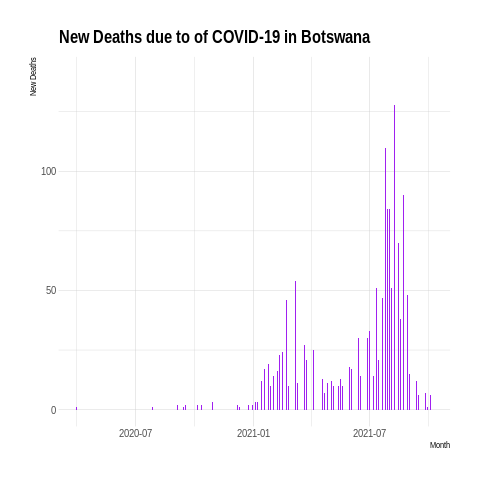 New Deaths due to of COVID-19 in Botswana
New Deaths
100
50
0
2020-07 2021-01 2021-07
Month